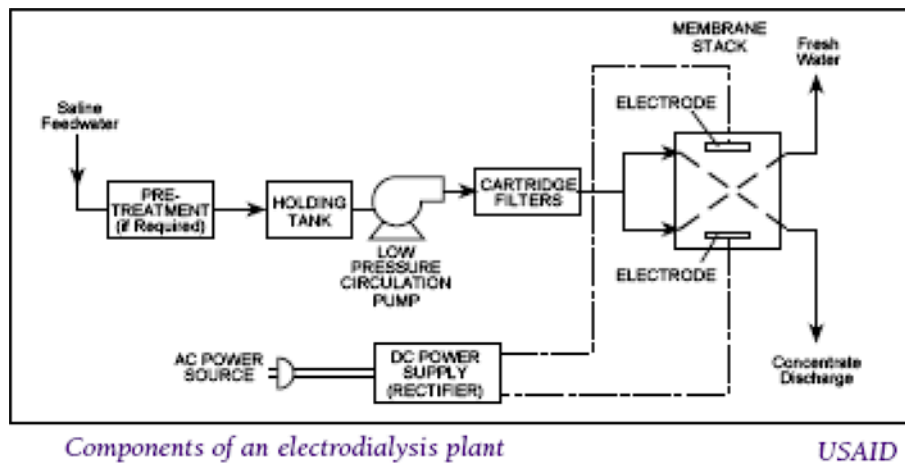 MEMBRANE
STACK
Fresh
Water
Saline
Feedwater
ELECTRODE
PRE-
TREATMENT
(if Required)
HOLDING
TANK
CARTRIDGE
FILTERS
LOW
PRESSURE
CIRCULATION
PUMP
ELECTRODE
AC POWER
SOURCE
DC POWER
SUPPLY
(RECTIFIER)
Concentrate
Discharge
Components of an electrodialysis plant
USAID